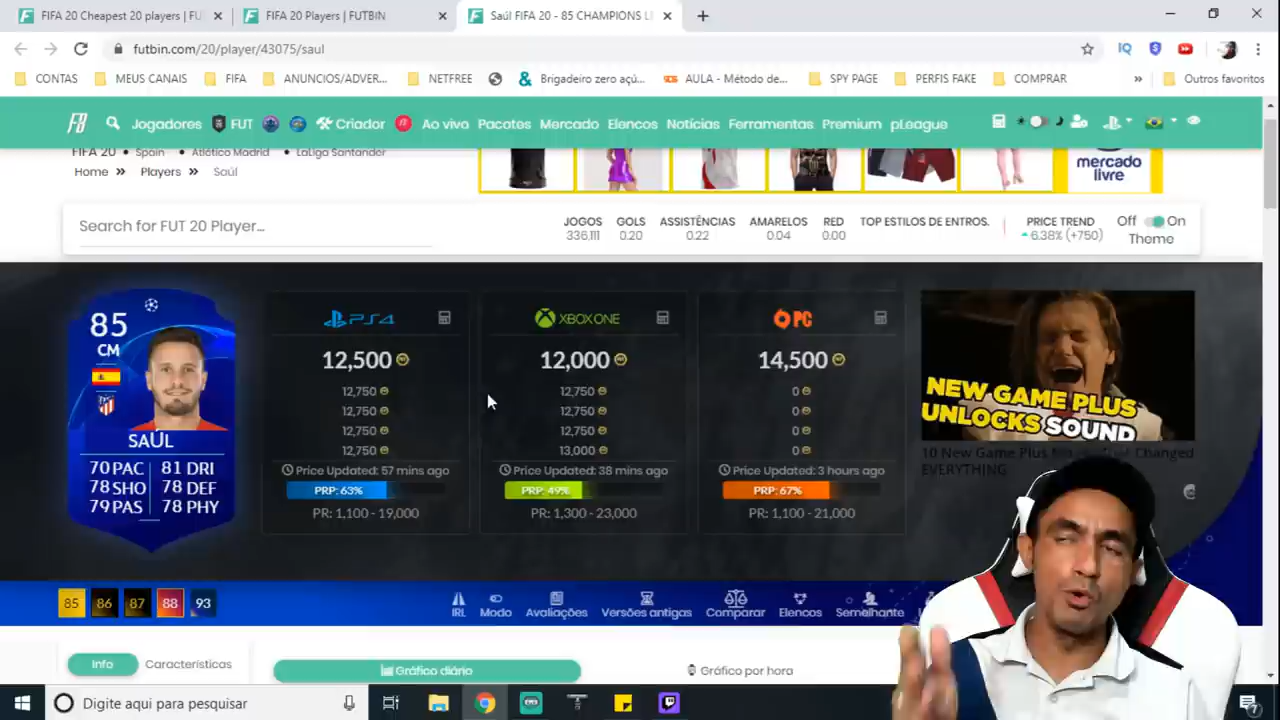 FIFA 20 Cheapest 20 players | FU
FIFA 20 Players | FUTBIN
Saúl FIFA 20 - 85 CHAMPIONS L
futbin.com/20/player/43075/saul
CONTAS
MEUS CANAIS
FIFA
ANUNCIOS/ADVER...
NETFREE
Brigadeiro zero açú...
AULA - Método de...
SPY PAGE
PERFIS FAKE
COMPRAR
»
Outros favoritos
Jogadores
FUT
Criador
Ao vivo
Pacotes
Mercado
Elencos
Notícias
Ferramentas
Premium
pLeague
FIFA 20 • Spain • Atlético Madrid • LaLiga Santander
Home » Players » Saúl
mercado
livre
Search for FUT 20 Player...
JOGOS GOLS ASSISTÊNCIAS AMARELOS RED TOP ESTILOS DE ENTROS.
336,111 0.20 0.22 0.04 0.00
PRICE TREND
6.38% (+750)
Off On
Theme
85
CM
SAÚL
70 PAC 81 DRI
78 SHO 78 DEF
79 PAS 78 PHY
PS4
12,500
12,750
12,750
12,750
12,750
Price Updated: 57 mins ago
PRP: 63%
PR: 1,100 - 19,000
XBOX ONE
12,000
12,750
12,750
12,750
13,000
Price Updated: 38 mins ago
PRP: 49%
PR: 1,300 - 23,000
PC
14,500
0
0
0
0
Price Updated: 3 hours ago
PRP: 67%
PR: 1,100 - 21,000
NEW GAME PLUS
UNLOCKS SOUND
10 New Game Plus
Changed
EVERYTHING
85 86 87 88 93
IRL
Modo
Avaliações
Versões antigas
Comparar
Elencos
Semelhante
Info
Características
Gráfico diário
Gráfico por hora
Digite aqui para pesquisar